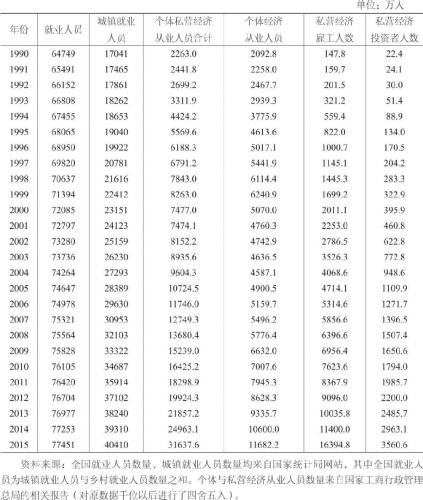 单位：万人
年份 就业人员 城镇就业人员 个体私营经济从业人员合计 个体经济从业人员 私营经济雇工人数 私营经济投资者人数
1990 64749 17041 2263.0 2092.8 147.8 22.4
1991 65491 17465 2441.8 2258.0 159.7 24.1
1992 66152 17861 2699.2 2467.7 201.5 30.0
1993 66808 18262 3311.9 2939.3 321.2 51.4
1994 67455 18653 4424.2 3775.9 559.4 88.9
1995 68065 19040 5569.6 4613.6 822.0 134.0
1996 68950 19922 6188.3 5017.1 1000.7 170.5
1997 69820 20781 6791.2 5441.9 1145.1 204.2
1998 70637 21616 7843.0 6114.4 1445.3 283.3
1999 71394 22412 8263.0 6240.9 1699.2 322.9
2000 72085 23151 7477.0 5070.0 2011.1 395.9
2001 72797 24123 7474.1 4760.3 2253.0 460.8
2002 73280 25159 8152.2 4742.9 2786.5 622.8
2003 73736 26230 8935.6 4636.5 3526.3 772.8
2004 74264 27293 9604.3 4587.1 4068.6 948.6
2005 74647 28389 10724.5 4900.5 4714.1 1109.9
2006 74978 29630 11746.0 5159.7 5314.6 1271.7
2007 75321 30953 12749.3 5496.2 5856.6 1396.5
2008 75564 32103 13680.4 5776.4 6396.6 1507.4
2009 75828 33322 15239.0 6632.0 6956.4 1650.6
2010 76105 34687 16425.2 7007.6 7623.6 1794.0
2011 76420 35914 18298.9 7945.3 8367.9 1985.7
2012 76704 37102 19924.3 8628.3 9096.0 2200.0
2013 76977 38240 21857.2 9335.7 10035.8 2485.7
2014 77253 39310 24963.1 10600.0 11400.0 2963.1
2015 77451 40410 31637.6 11682.2 16394.8 3560.6
资料来源：全国就业人员数量、城镇就业人员数量均来自国家统计局网站，其中全国就业人
员为城镇就业人员与乡村就业人员数量之和。个体与私营经济从业人员数量来自国家工商行政管理
总局的相关报告（对原数据千位以后进行了四舍五入）。